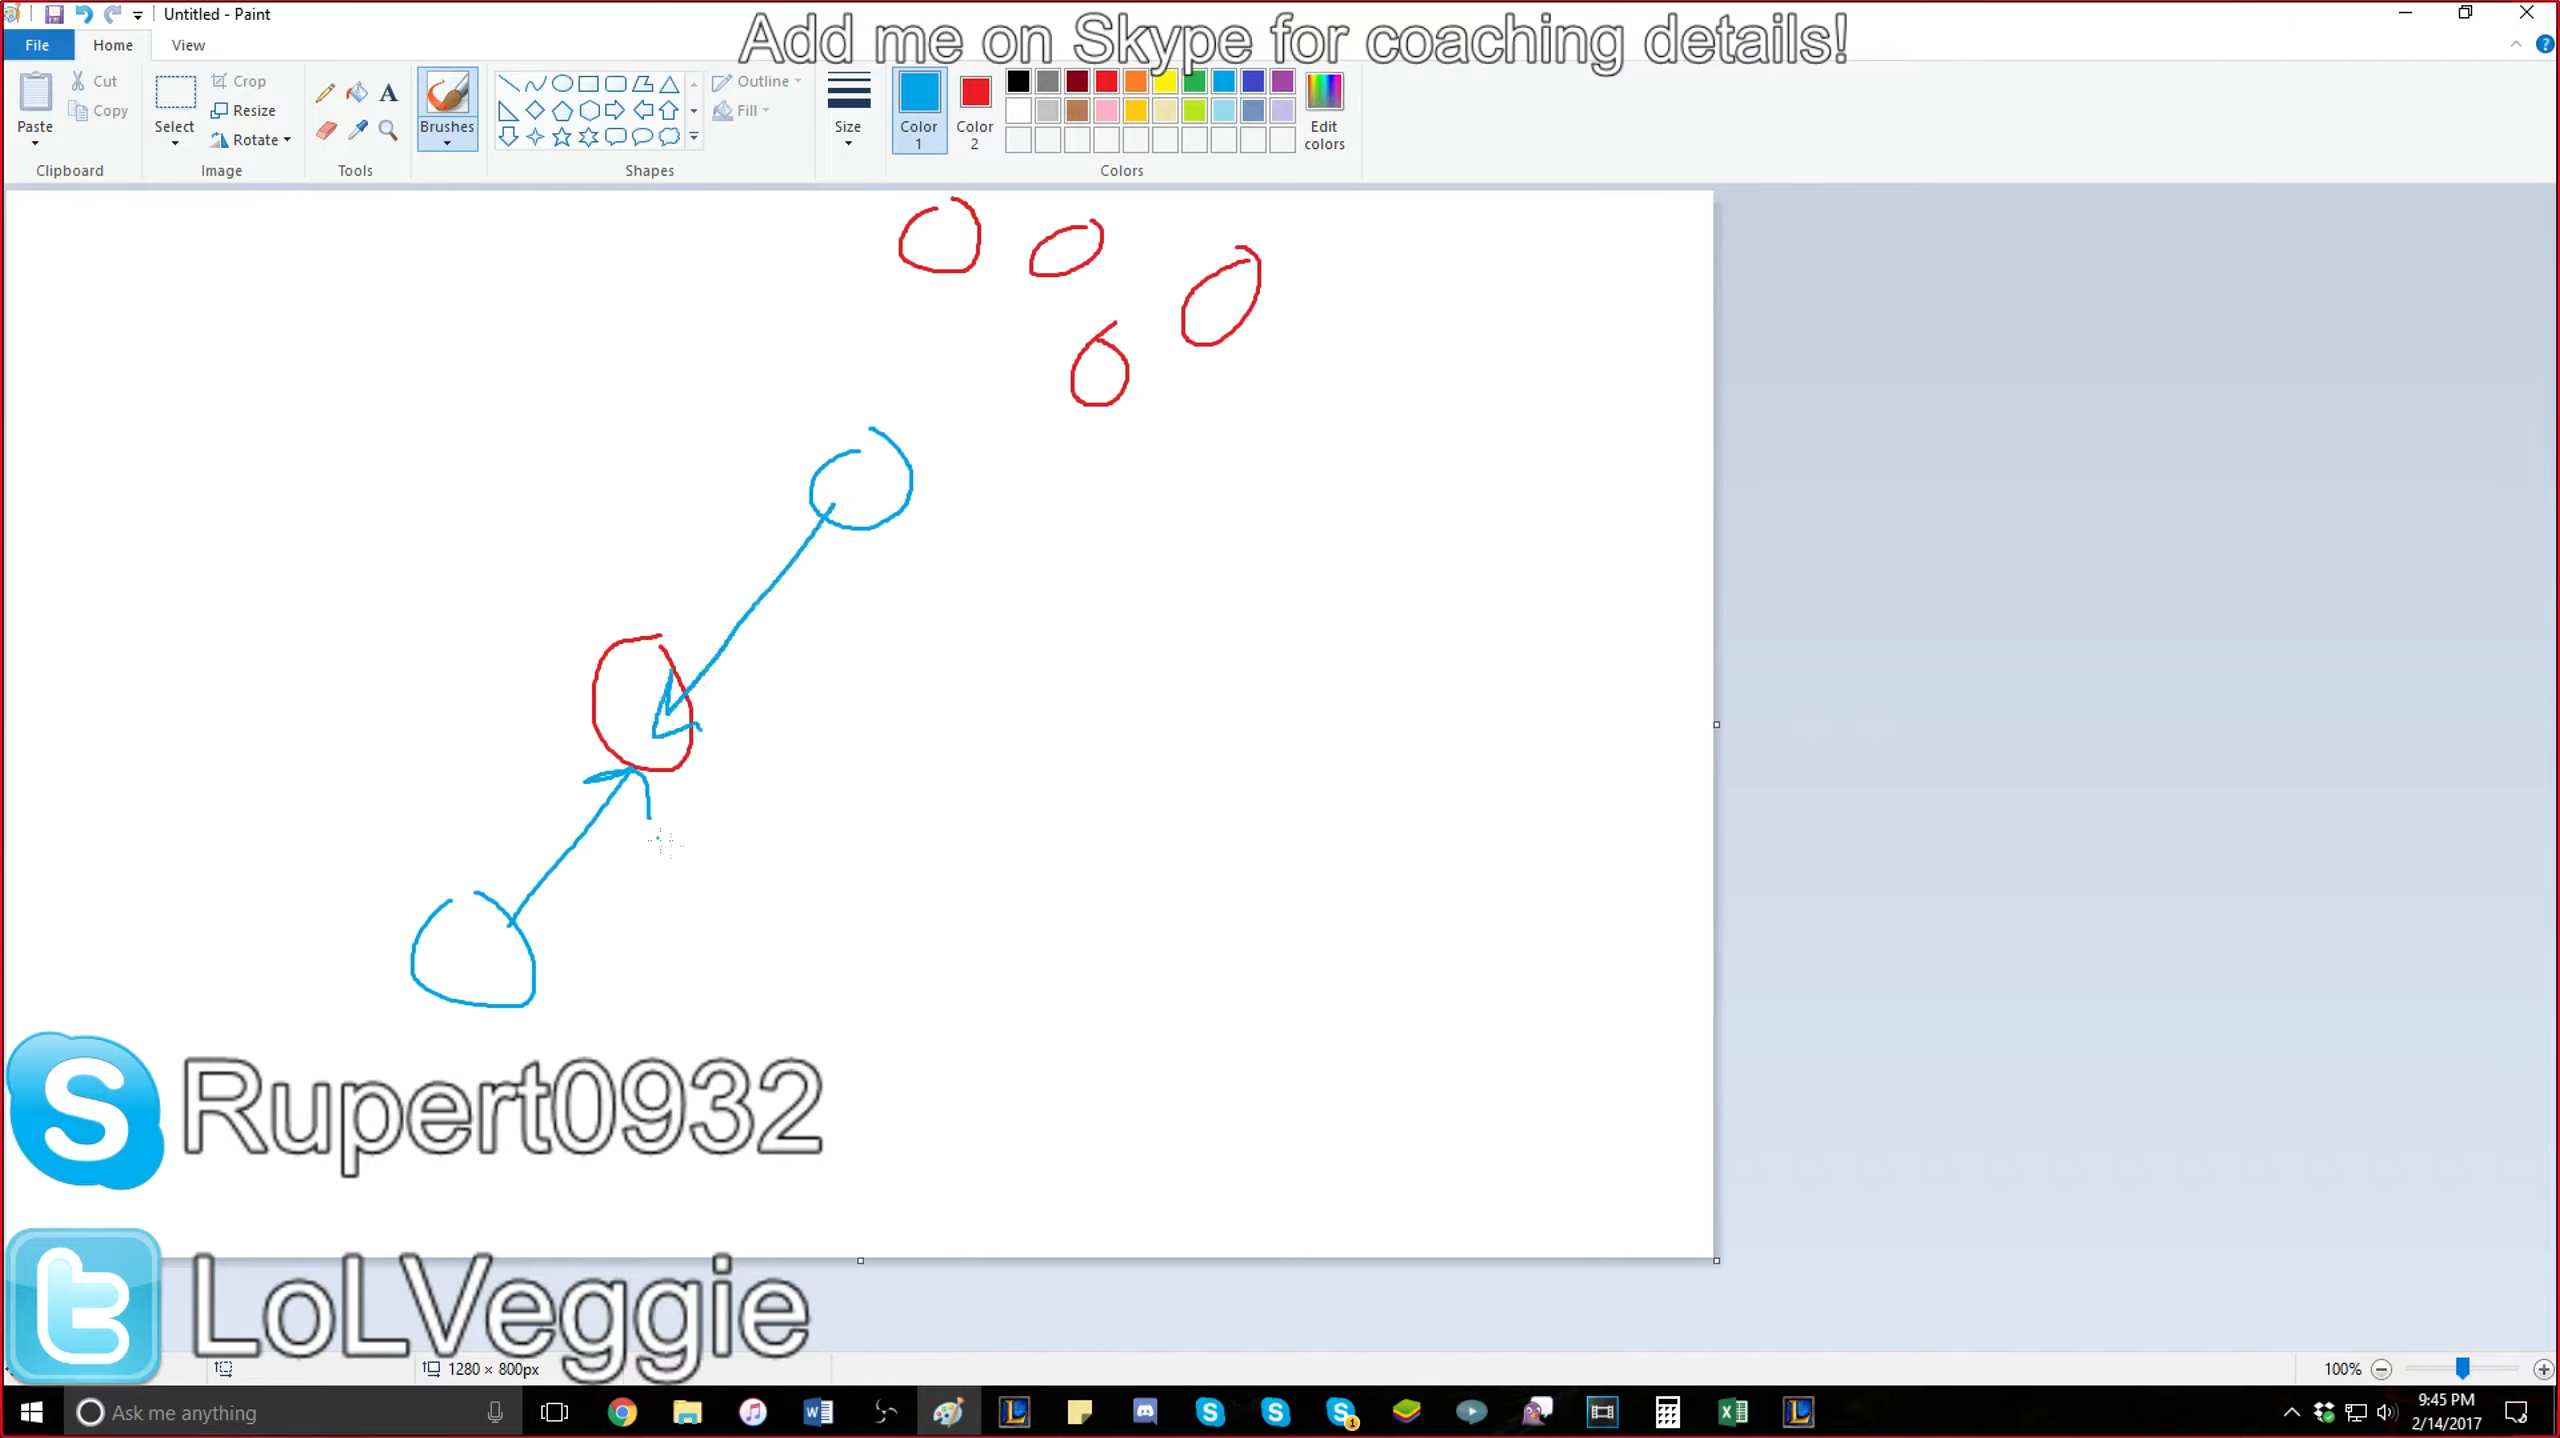 Untitled - Paint
Add me on Skype for coaching details!
File
Home
View
Paste
Cut
Copy
Clipboard
Select
Crop
Resize
Rotate
Image
Tools
Brushes
Shapes
Outline
Fill
Size
Color
1
Color
2
Edit
colors
Colors
Rupert0932
LoLVeggie
1280 × 800px
100%
Ask me anything
9:45 PM
2/14/2017